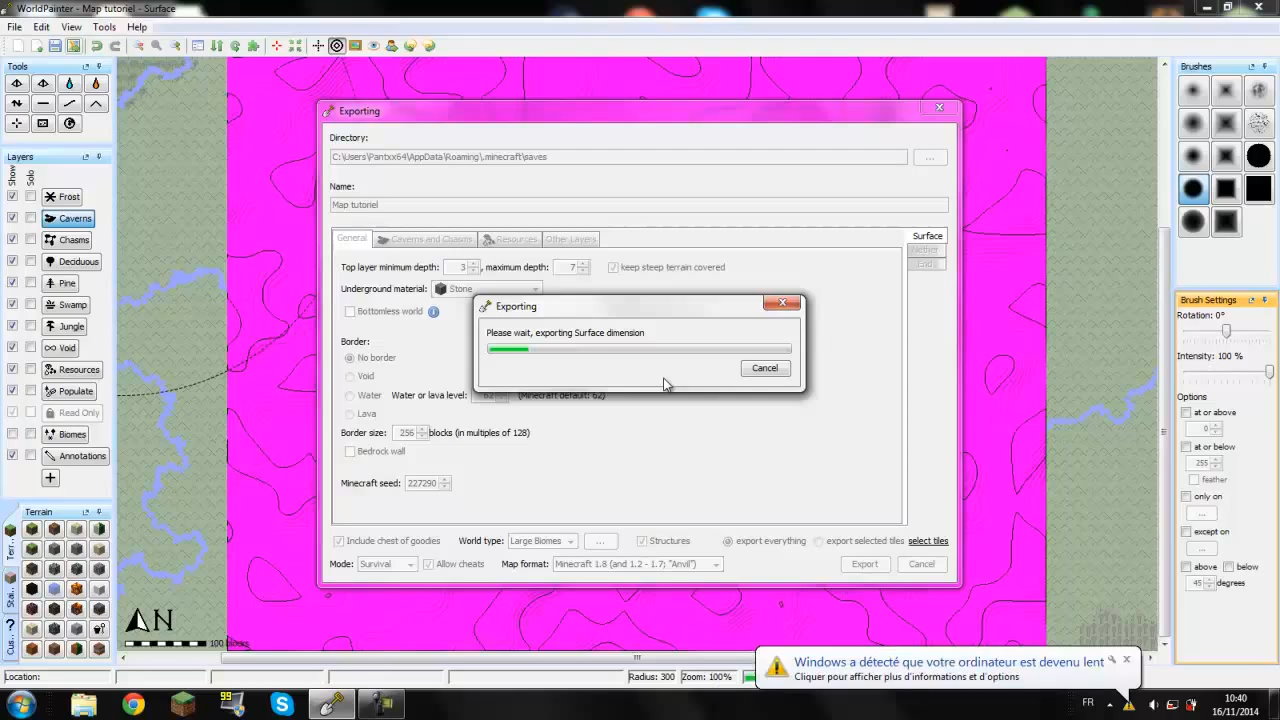 WorldPainter - Map tutoriel - Surface
File Edit View Tools Help
Tools
Layers
Show
Solo
Frost
Caverns
Chasms
Deciduous
Pine
Swamp
Jungle
Void
Resources
Populate
Read Only
Biomes
Annotations
Terrain
Terr...
Sta...
Cus...
N
100 blocks
Exporting
Directory:
C:\Users\Pantxx64\AppData\Roaming\.minecraft\saves
...
Name:
Map tutoriel
General Caverns and Chasms Resources Other Layers
Surface
Nether
End
Top layer minimum depth: 3 , maximum depth: 7 keep steep terrain covered
Underground material: Stone
Bottomless world
Border:
No border
Void
Water Water or lava level: 62 (Minecraft default: 62)
Lava
Border size: 256 blocks (in multiples of 128)
Bedrock wall
Minecraft seed: 227290
Include chest of goodies World type: Large Biomes ... Structures export everything export selected tiles select tiles
Mode: Survival Allow cheats Map format: Minecraft 1.8 (and 1.2 - 1.7; "Anvil") Export Cancel
Exporting
Please wait, exporting Surface dimension
Cancel
Brushes
Brush Settings
Rotation: 0°
Intensity: 100 %
Options
at or above
0
at or below
255
feather
only on
...
except on
...
above below
45 degrees
Location:
Radius: 300 Zoom: 100%
Windows a détecté que votre ordinateur est devenu lent
Cliquer pour afficher plus d'informations et d'options
99
FR
10:40
16/11/2014